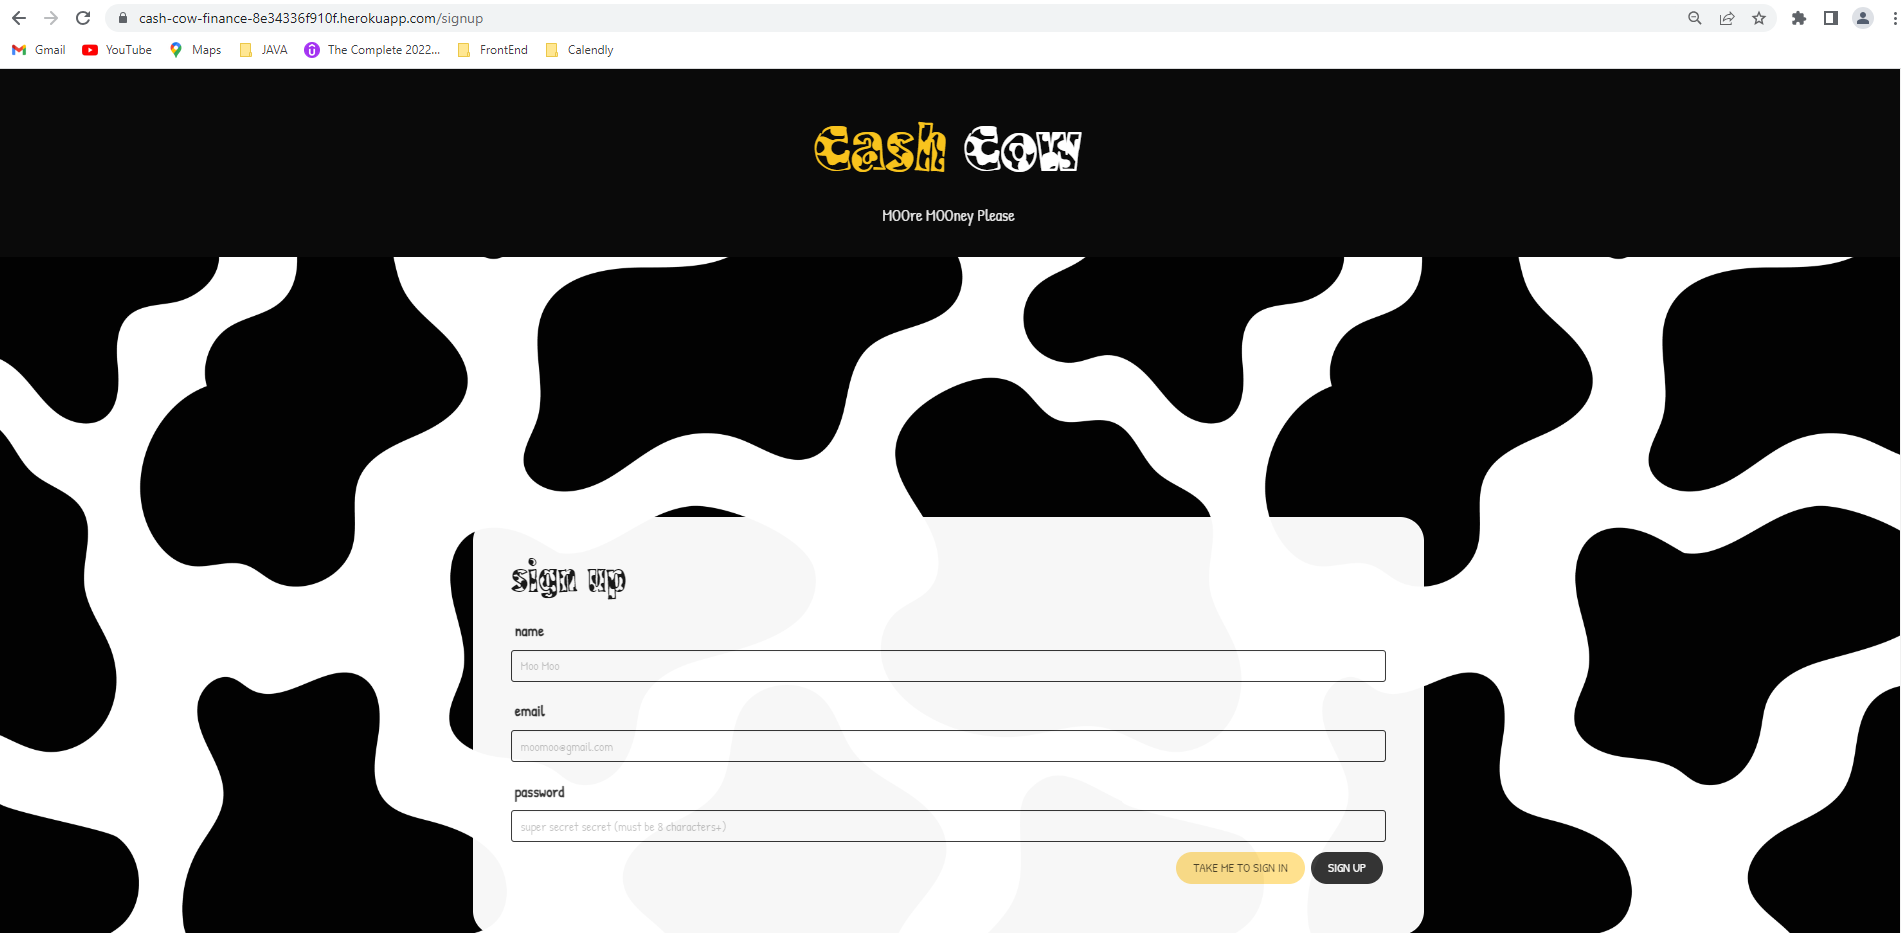 cash-cow-finance-8e34336f910f.herokuapp.com/signup
Gmail YouTube Maps JAVA The Complete 2022... FrontEnd Calendly
cash cow
MOOre MOOney Please
sign up
name
Moo Moo
email
moomoo@gmail.com
password
super secret secret (must be 8 characters+)
TAKE ME TO SIGN IN SIGN UP